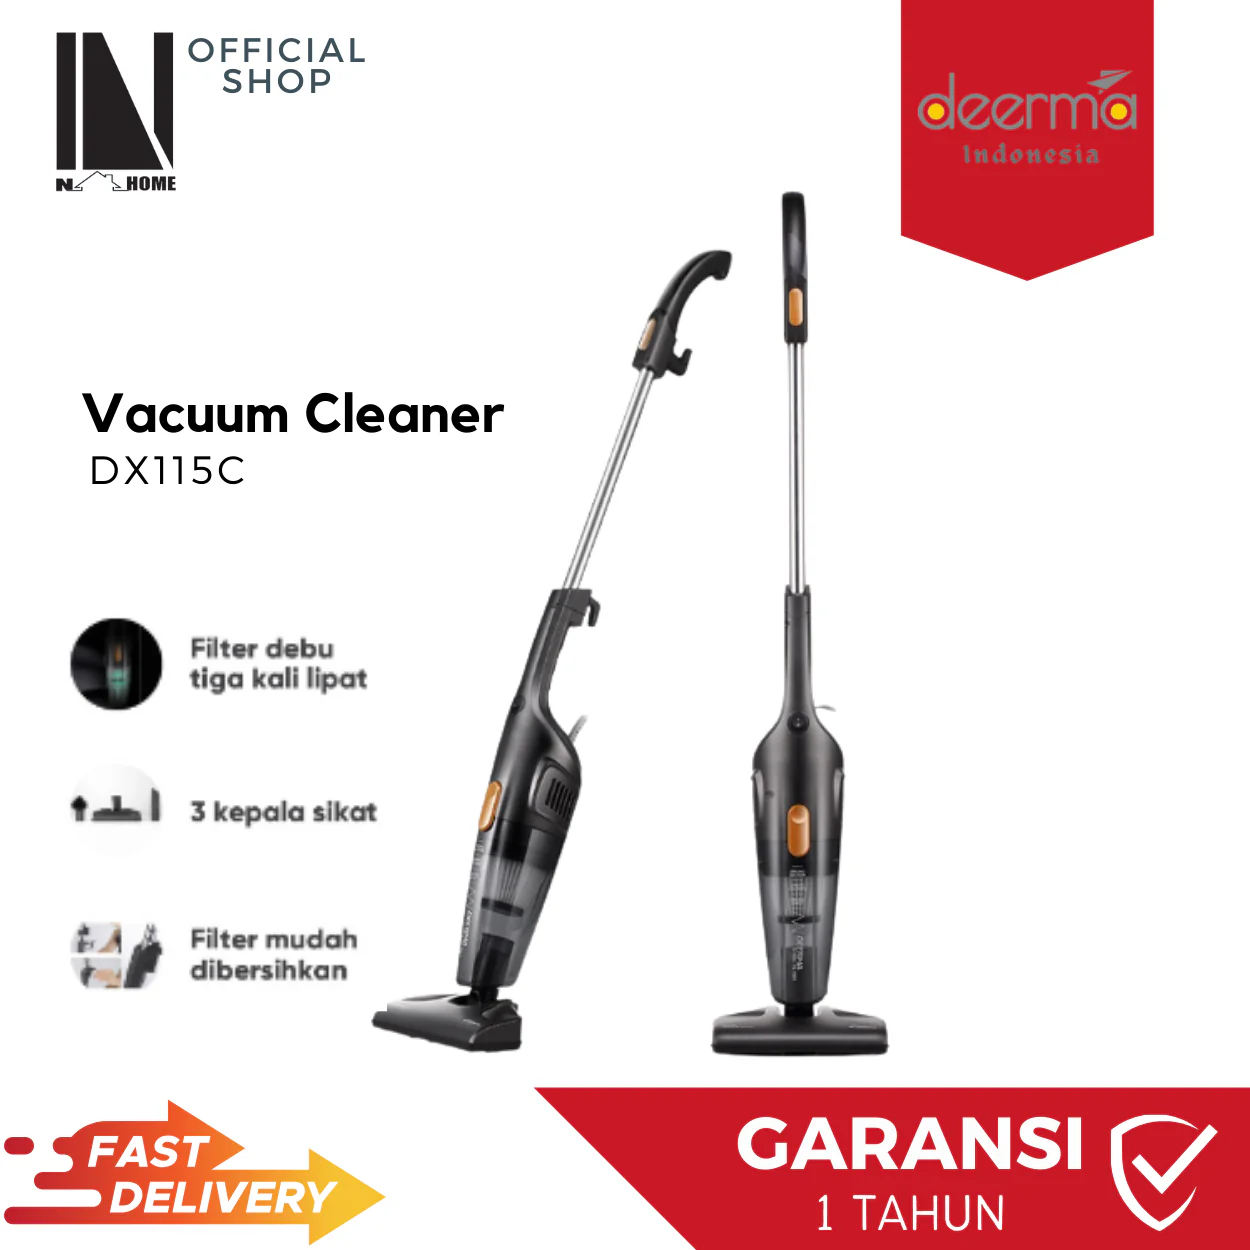 OFFICIAL
SHOP
N HOME
deerma
Indonesia
Vacuum Cleaner
DX115C
Filter debu
tiga kali lipat
3 kepala sikat
Filter mudah
dibersihkan
deerma
FAST
DELIVERY
GARANSI
1 TAHUN